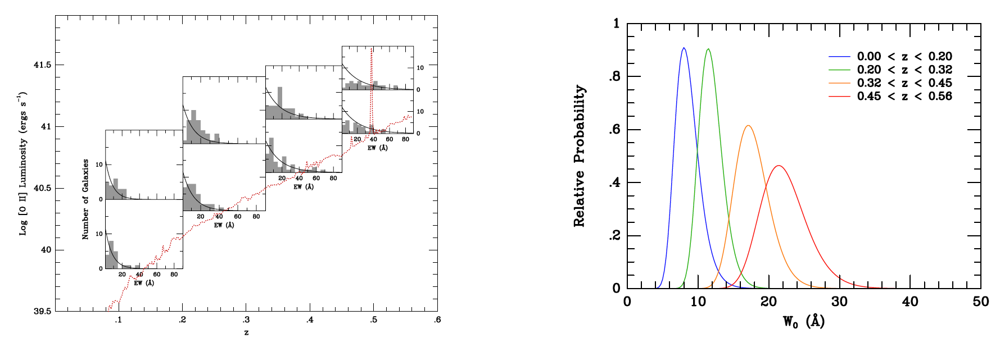 Log [O II] Luminosity (ergs s⁻¹)
41.5
41
40.5
40
39.5
.1 .2 .3 .4 .5 .6
z
Number of Galaxies
10
0
10
0
20 40 60 80
EW (Å)
20 40 60 80
EW (Å)
20 40 60 80
EW (Å)
10
0
10
0
20 40 60 80
EW (Å)
Relative Probability
1
.8
.6
.4
.2
0
0 10 20 30 40 50
W₀ (Å)
0.00 < z < 0.20
0.20 < z < 0.32
0.32 < z < 0.45
0.45 < z < 0.56